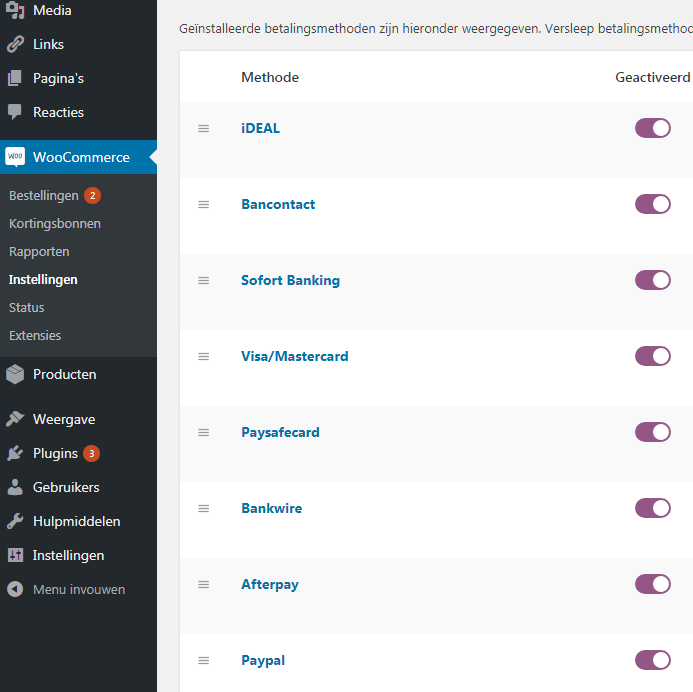 Media
Links
Pagina's
Reacties
WOO WooCommerce
Bestellingen 2
Kortingsbonnen
Rapporten
Instellingen
Status
Extensies
Producten
Weergave
Plugins 3
Gebruikers
Hulpmiddelen
Instellingen
Menu invouwen
Geïnstalleerde betalingsmethoden zijn hieronder weergegeven. Versleep betalingsmethod
Methode Geactiveerd
iDEAL
Bancontact
Sofort Banking
Visa/Mastercard
Paysafecard
Bankwire
Afterpay
Paypal